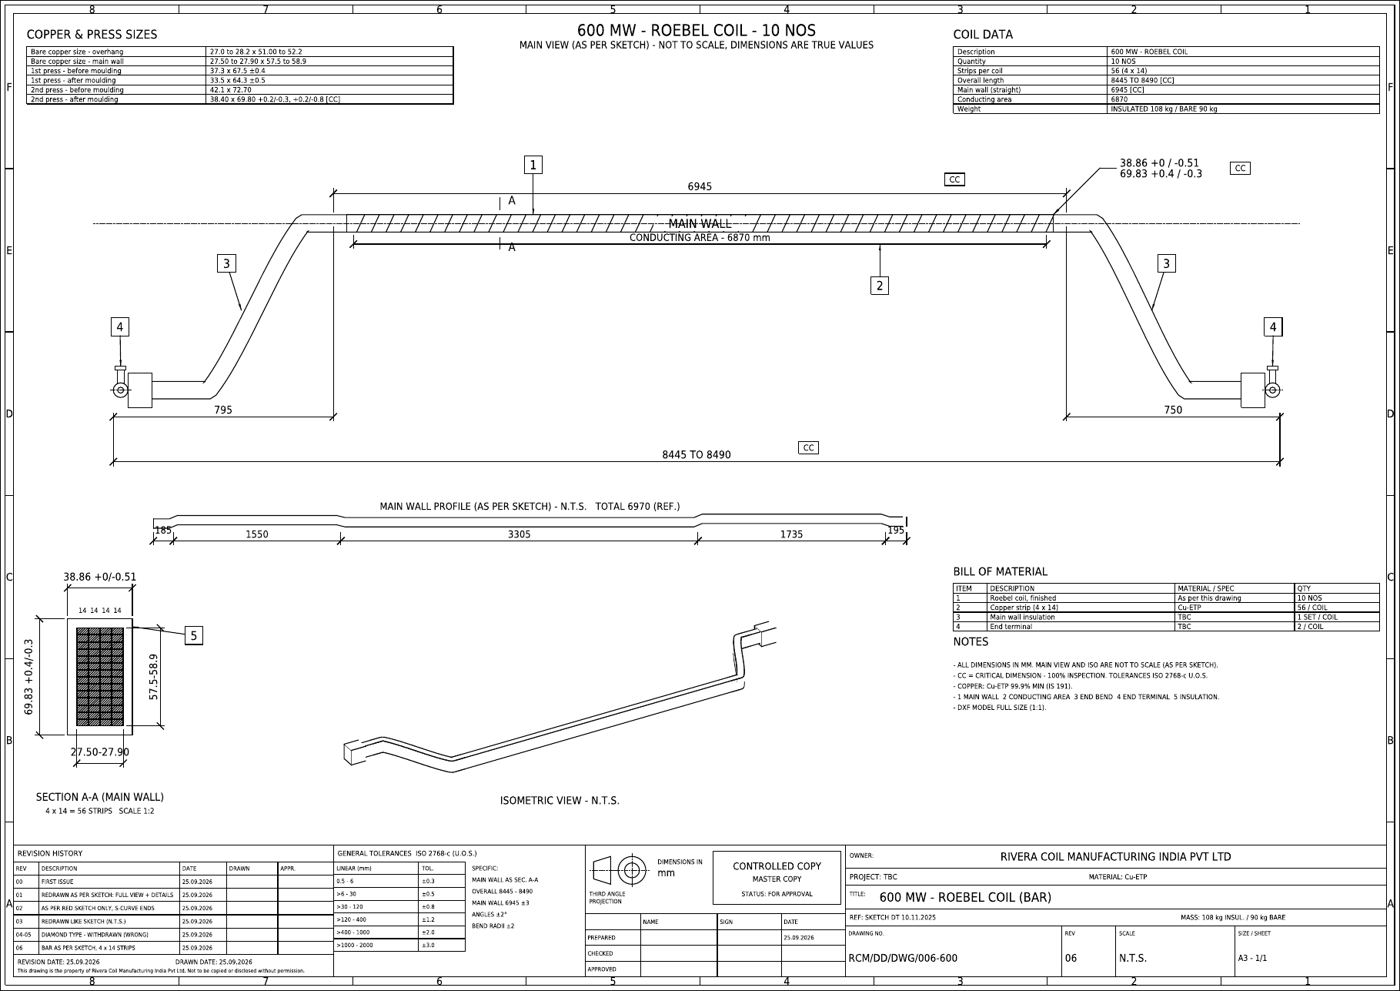 8 7 6 5 4 3 2 1
COPPER & PRESS SIZES
Bare copper size - overhang 27.0 to 28.2 x 51.00 to 52.2
Bare copper size - main wall 27.50 to 27.90 x 57.5 to 58.9
1st press - before moulding 37.3 x 67.5 ±0.4
1st press - after moulding 33.5 x 64.3 ±0.5
2nd press - before moulding 42.1 x 72.70
2nd press - after moulding 38.40 x 69.80 +0.2/-0.3, +0.2/-0.8 [CC]
600 MW - ROEBEL COIL - 10 NOS
MAIN VIEW (AS PER SKETCH) - NOT TO SCALE, DIMENSIONS ARE TRUE VALUES
COIL DATA
Description 600 MW - ROEBEL COIL
Quantity 10 NOS
Strips per coil 56 (4 x 14)
Overall length 8445 TO 8490 [CC]
Main wall (straight) 6945 [CC]
Conducting area 6870
Weight INSULATED 108 kg / BARE 90 kg
F F
1
38.86 +0 / -0.51
69.83 +0.4 / -0.3
CC
CC
6945
A
MAIN WALL
CONDUCTING AREA - 6870 mm
A
E E
3
3
2
4
4
795
750
D D
8445 TO 8490
CC
MAIN WALL PROFILE (AS PER SKETCH) - N.T.S. TOTAL 6970 (REF.)
185 1550 3305 1735 195
C C
38.86 +0/-0.51
14 14 14 14
5
69.83 +0.4/-0.3
57.5-58.9
27.50-27.90
SECTION A-A (MAIN WALL)
4 x 14 = 56 STRIPS SCALE 1:2
ISOMETRIC VIEW - N.T.S.
BILL OF MATERIAL
ITEM DESCRIPTION MATERIAL / SPEC QTY
1 Roebel coil, finished As per this drawing 10 NOS
2 Copper strip (4 x 14) Cu-ETP 56 / COIL
3 Main wall insulation TBC 1 SET / COIL
4 End terminal TBC 2 / COIL
NOTES
- ALL DIMENSIONS IN MM. MAIN VIEW AND ISO ARE NOT TO SCALE (AS PER SKETCH).
- CC = CRITICAL DIMENSION - 100% INSPECTION. TOLERANCES ISO 2768-c U.O.S.
- COPPER: Cu-ETP 99.9% MIN (IS 191).
- 1 MAIN WALL 2 CONDUCTING AREA 3 END BEND 4 END TERMINAL 5 INSULATION.
- DXF MODEL FULL SIZE (1:1).
B B
REVISION HISTORY
REV DESCRIPTION DATE DRAWN APPR.
00 FIRST ISSUE 25.09.2026
01 REDRAWN AS PER SKETCH: FULL VIEW + DETAILS 25.09.2026
02 AS PER RED SKETCH ONLY, S-CURVE ENDS 25.09.2026
03 REDRAWN LIKE SKETCH (N.T.S.) 25.09.2026
04-05 DIAMOND TYPE - WITHDRAWN (WRONG) 25.09.2026
06 BAR AS PER SKETCH, 4 x 14 STRIPS 25.09.2026
REVISION DATE: 25.09.2026 DRAWN DATE: 25.09.2026
This drawing is the property of Rivera Coil Manufacturing India Pvt Ltd. Not to be copied or disclosed without permission.
GENERAL TOLERANCES ISO 2768-c (U.O.S.)
LINEAR (mm) TOL.
0.5 - 6 ±0.3
>6 - 30 ±0.5
>30 - 120 ±0.8
>120 - 400 ±1.2
>400 - 1000 ±2.0
>1000 - 2000 ±3.0
SPECIFIC:
MAIN WALL AS SEC. A-A
OVERALL 8445 - 8490
MAIN WALL 6945 ±3
ANGLES ±2°
BEND RADII ±2
THIRD ANGLE
PROJECTION
DIMENSIONS IN
mm
CONTROLLED COPY
MASTER COPY
STATUS: FOR APPROVAL
NAME SIGN DATE
PREPARED 25.09.2026
CHECKED
APPROVED
OWNER: RIVERA COIL MANUFACTURING INDIA PVT LTD
PROJECT: TBC MATERIAL: Cu-ETP
TITLE: 600 MW - ROEBEL COIL (BAR)
REF: SKETCH DT 10.11.2025 MASS: 108 kg INSUL. / 90 kg BARE
DRAWING NO. REV SCALE SIZE / SHEET
RCM/DD/DWG/006-600 06 N.T.S. A3 - 1/1
A A
8 7 6 5 4 3 2 1